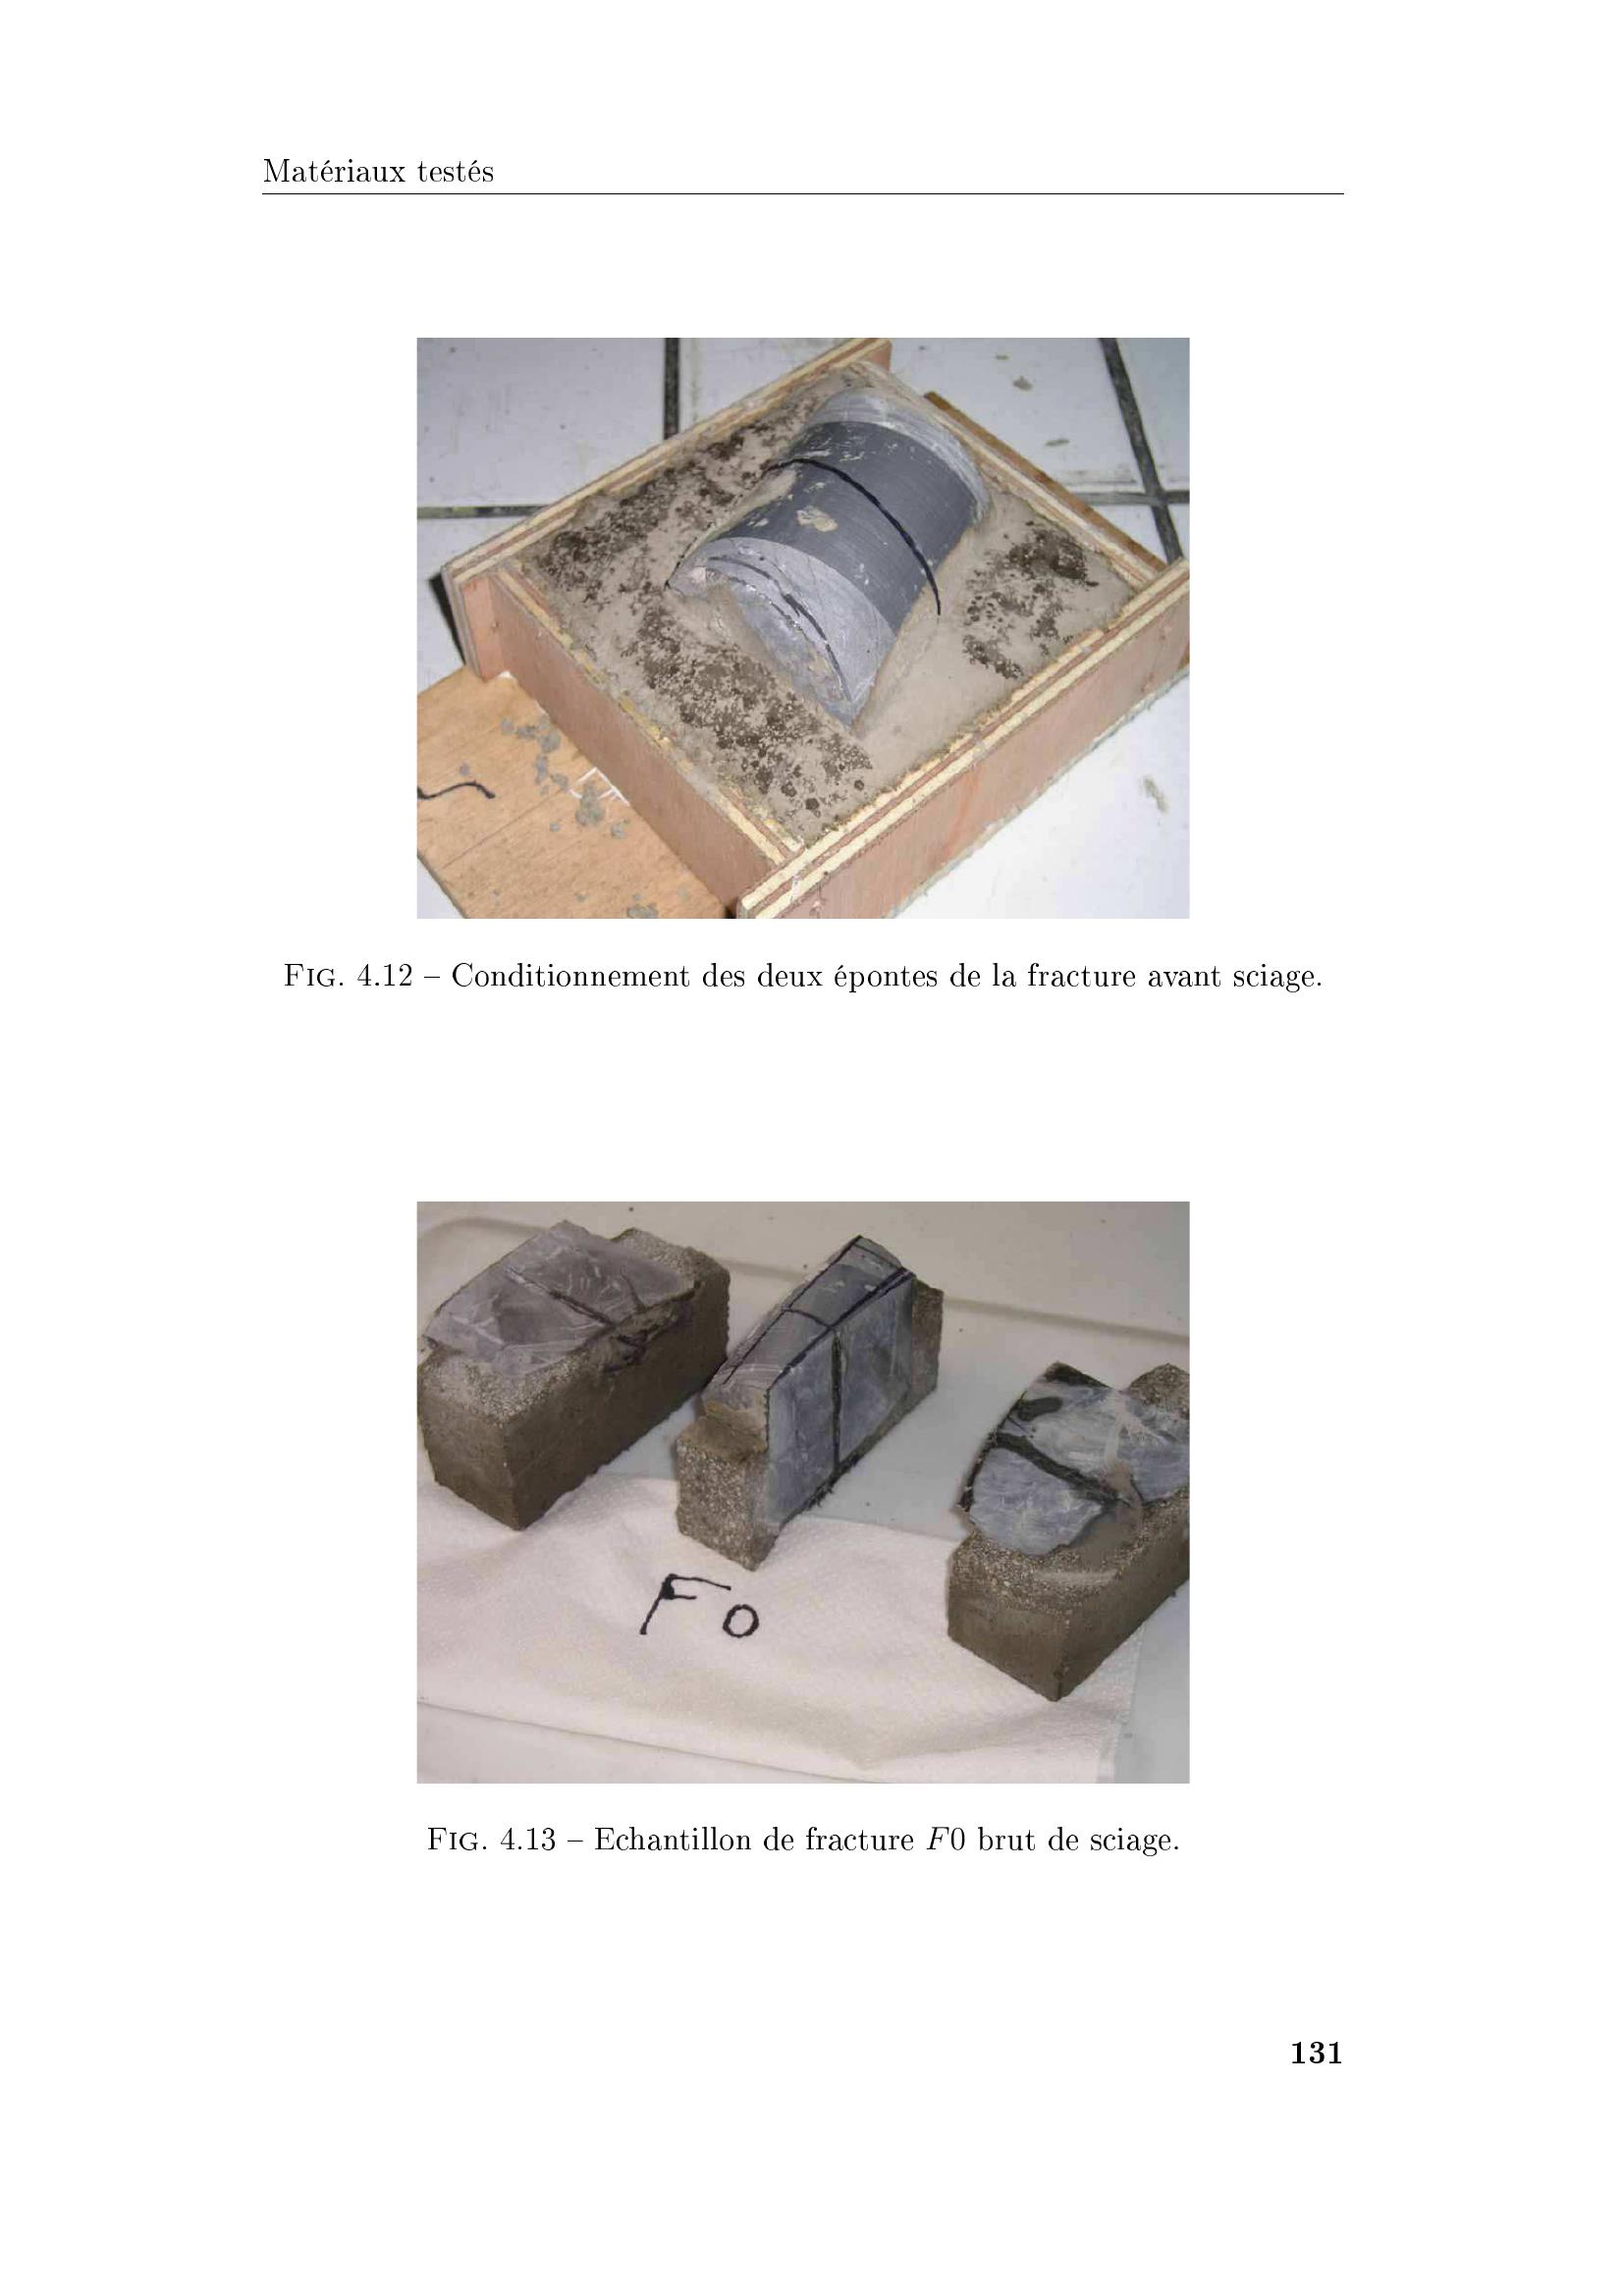 Matériaux testés
FIG. 4.12 – Conditionnement des deux épontes de la fracture avant sciage.
F0
FIG. 4.13 – Echantillon de fracture F0 brut de sciage.
131